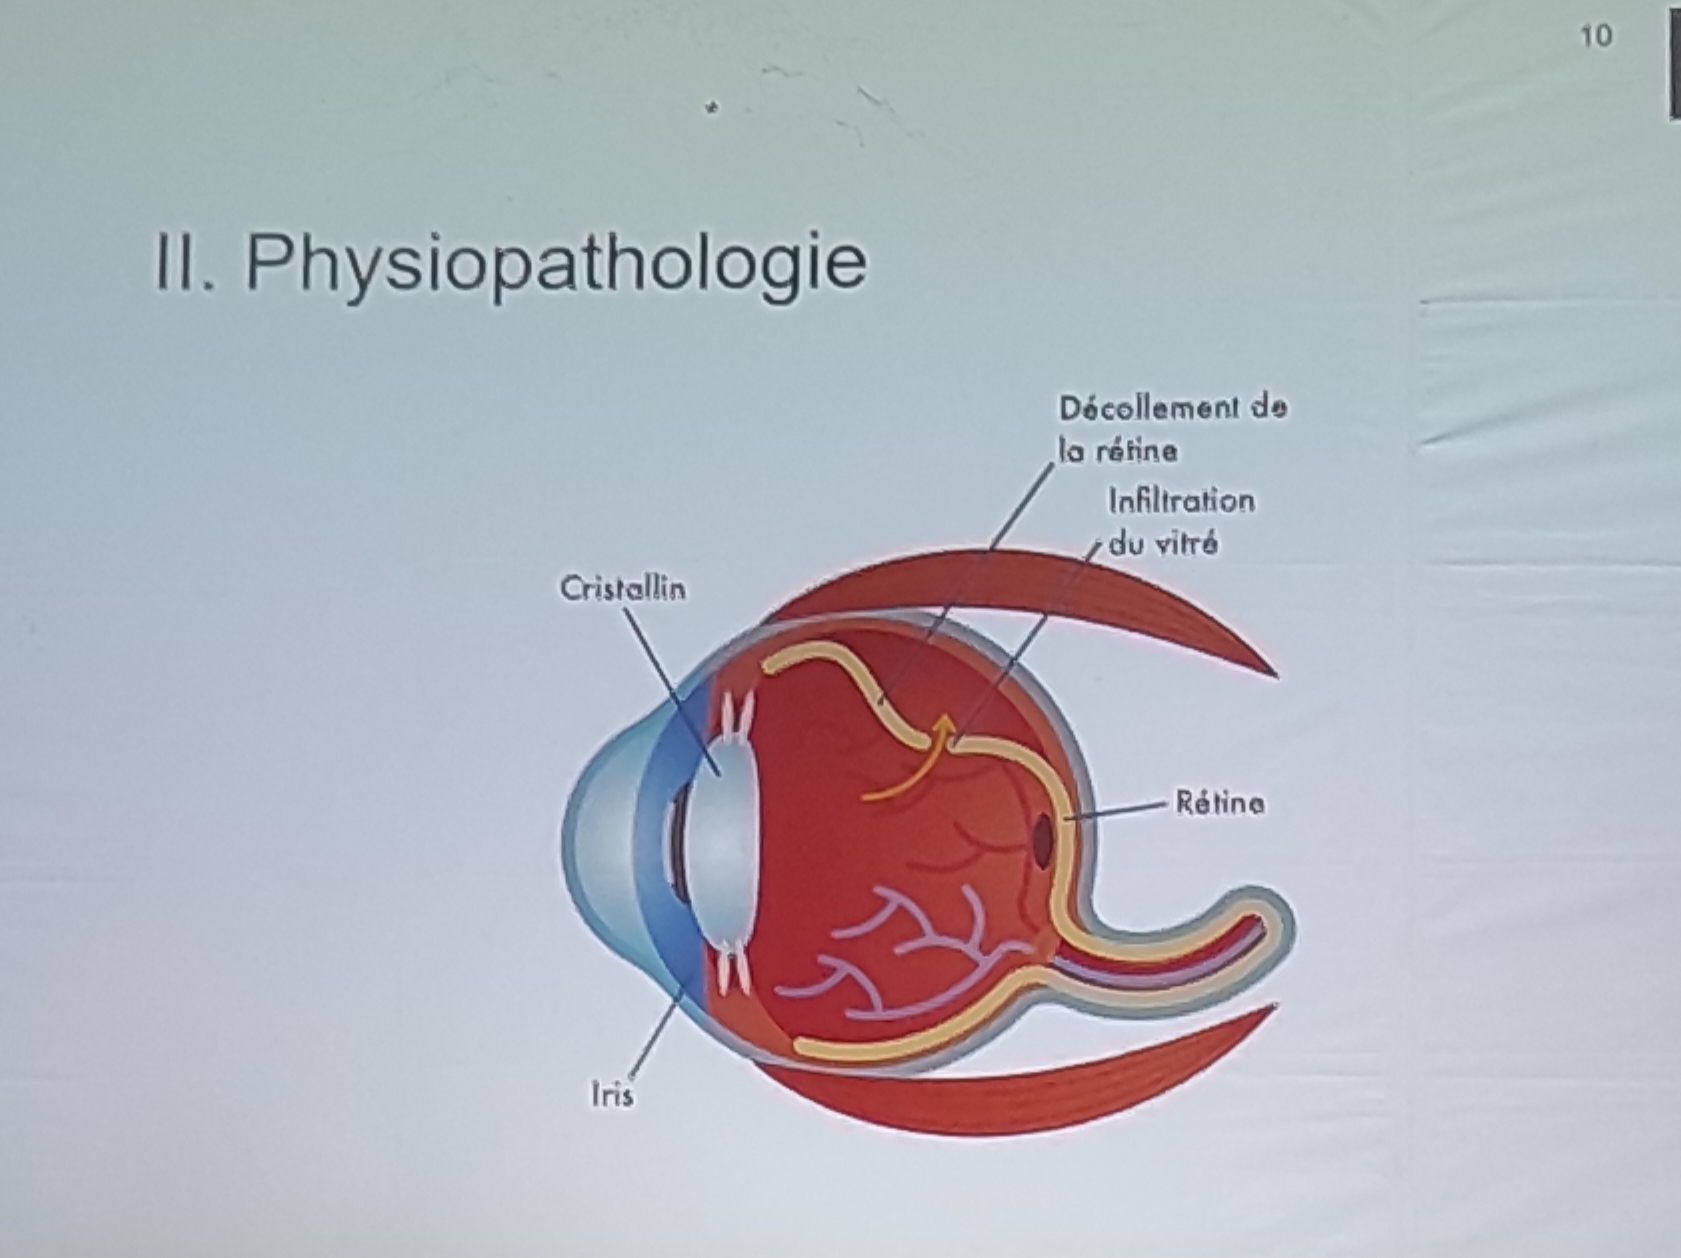 10
II. Physiopathologie
Décollement de
la rétine
Infiltration
du vitré
Cristallin
Rétine
Iris